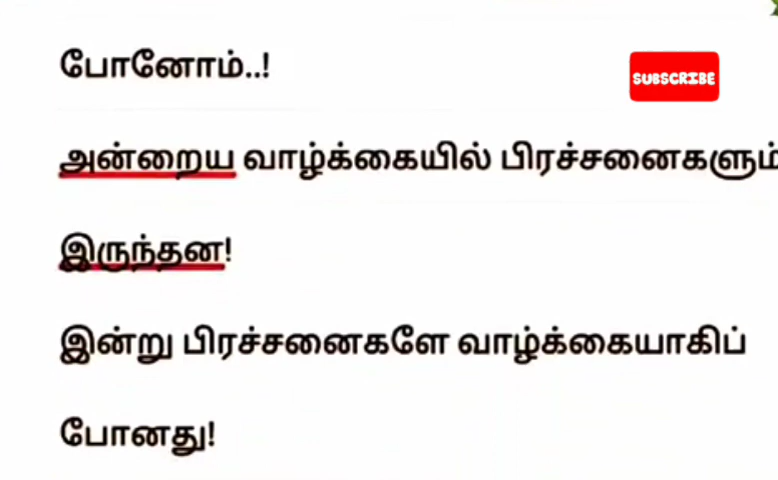 போனோம்..!
SUBSCRIBE
அன்றைய வாழ்க்கையில் பிரச்சனைகளும்
இருந்தன!
இன்று பிரச்சனைகளே வாழ்க்கையாகிப்
போனது!